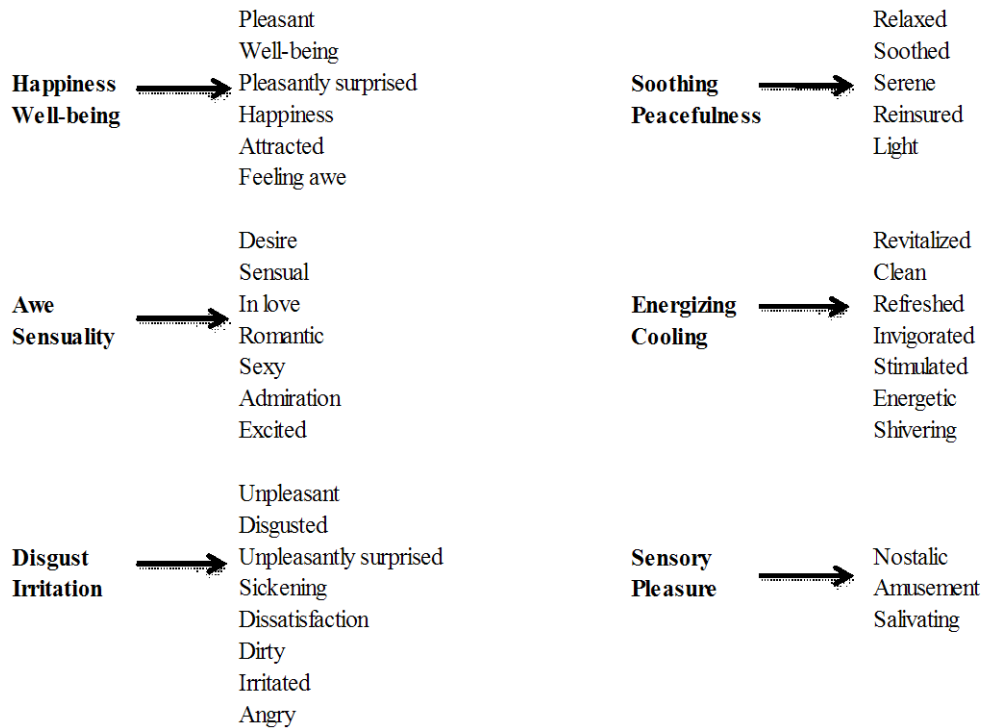 Happiness
Well-being
Pleasant
Well-being
Pleasantly surprised
Happiness
Attracted
Feeling awe
Soothing
Peacefulness
Relaxed
Soothed
Serene
Reinsured
Light
Awe
Sensuality
Desire
Sensual
In love
Romantic
Sexy
Admiration
Excited
Energizing
Cooling
Revitalized
Clean
Refreshed
Invigorated
Stimulated
Energetic
Shivering
Disgust
Irritation
Unpleasant
Disgusted
Unpleasantly surprised
Sickening
Dissatisfaction
Dirty
Irritated
Angry
Sensory
Pleasure
Nostalic
Amusement
Salivating